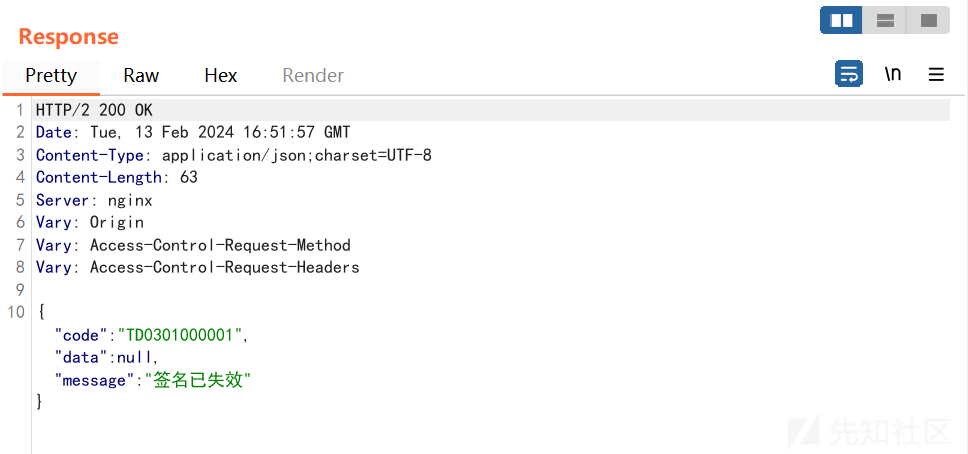 Response
Pretty Raw Hex Render \n
1 HTTP/2 200 OK
2 Date: Tue, 13 Feb 2024 16:51:57 GMT
3 Content-Type: application/json;charset=UTF-8
4 Content-Length: 63
5 Server: nginx
6 Vary: Origin
7 Vary: Access-Control-Request-Method
8 Vary: Access-Control-Request-Headers
9
10 {
"code":"TD0301000001",
"data":null,
"message":"签名已失效"
}
先知社区